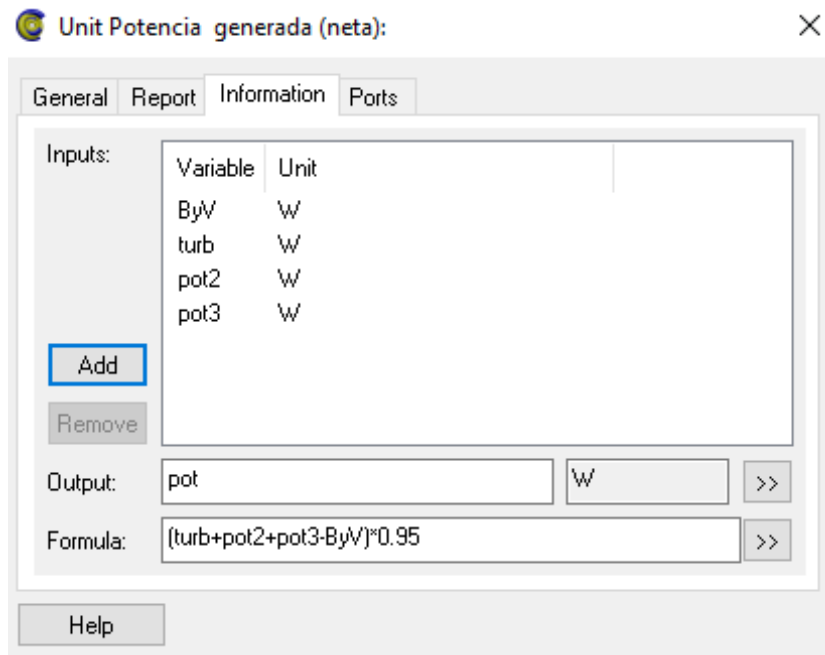 Unit Potencia  generada (neta):
General Report Information Ports
Inputs:
Variable Unit
ByV W
turb W
pot2 W
pot3 W
Add
Remove
Output: pot W >>
Formula: (turb+pot2+pot3-ByV)*0.95 >>
Help